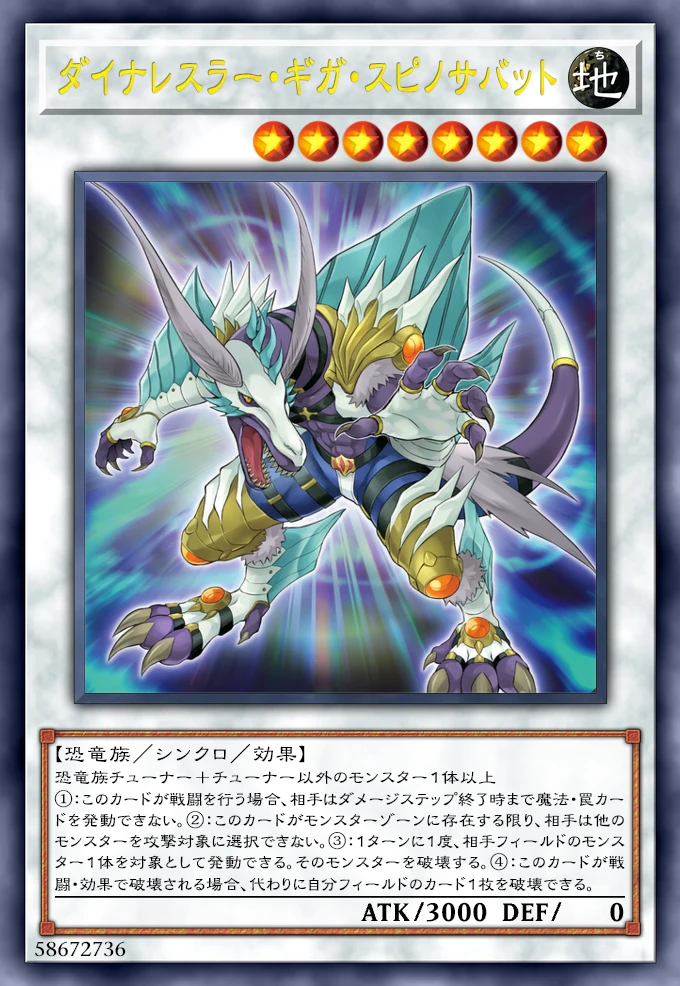 ダイナレスラー・ギガ・スピノサバット
ち
地
【恐竜族／シンクロ／効果】
恐竜族チューナー＋チューナー以外のモンスター１体以上
①：このカードが戦闘を行う場合、相手はダメージステップ終了時まで魔法・罠カー
ドを発動できない。②：このカードがモンスターゾーンに存在する限り、相手は他の
モンスターを攻撃対象に選択できない。③：１ターンに１度、相手フィールドのモンス
ター１体を対象として発動できる。そのモンスターを破壊する。④：このカードが戦
闘・効果で破壊される場合、代わりに自分フィールドのカード１枚を破壊できる。
ATK/3000 DEF/ 0
58672736